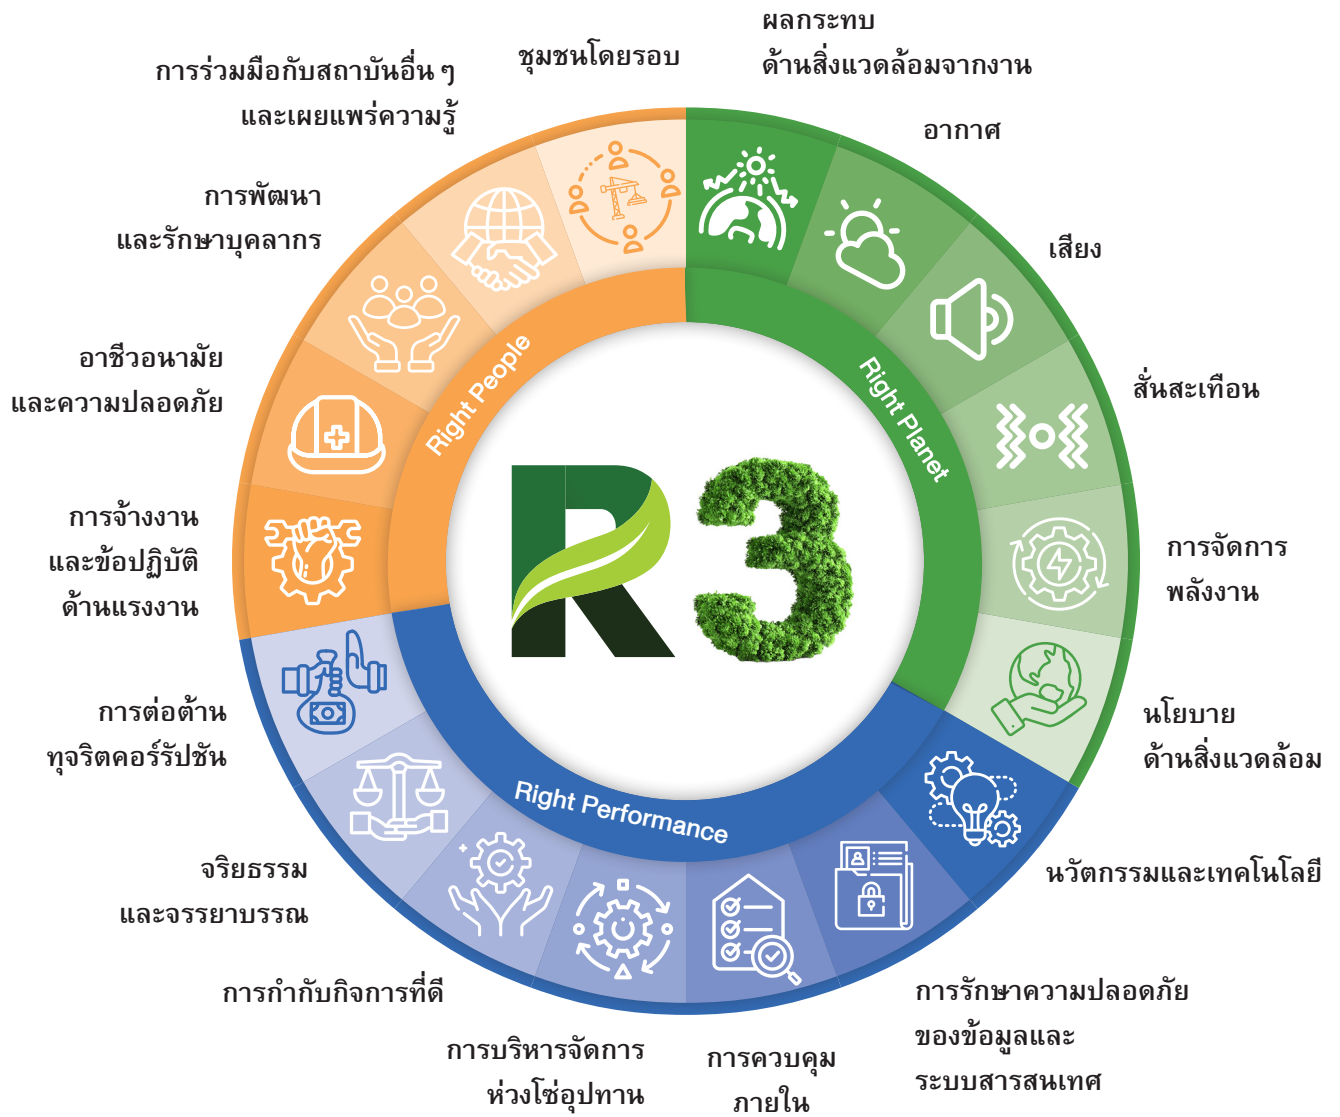 ผลกระทบ
ด้านสิ่งแวดล้อมจากงาน
อากาศ
เสียง
สั่นสะเทือน
การจัดการ
พลังงาน
นโยบาย
ด้านสิ่งแวดล้อม
นวัตกรรมและเทคโนโลยี
การรักษาความปลอดภัย
ของข้อมูลและ
ระบบสารสนเทศ
การควบคุม
ภายใน
การบริหารจัดการ
ห่วงโซ่อุปทาน
การกำกับกิจการที่ดี
จริยธรรม
และจรรยาบรรณ
การต่อต้าน
ทุจริตคอร์รัปชัน
การจ้างงาน
และข้อปฏิบัติ
ด้านแรงงาน
อาชีวอนามัย
และความปลอดภัย
การพัฒนา
และรักษาบุคลากร
การร่วมมือกับสถาบันอื่น ๆ
และเผยแพร่ความรู้
ชุมชนโดยรอบ
Right People
Right Planet
Right Performance
R3